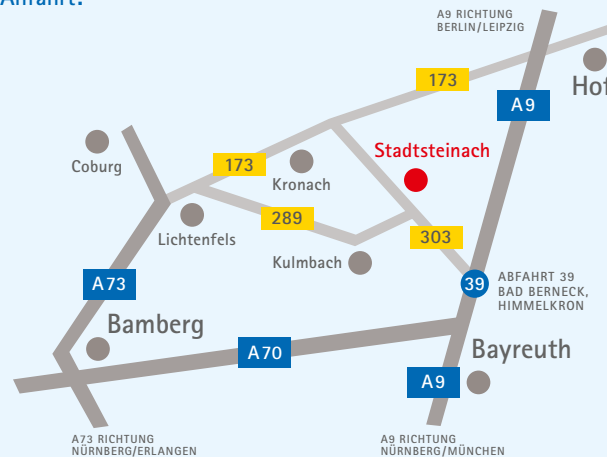 Anfahrt:
A9 RICHTUNG
BERLIN/LEIPZIG
Hof
173
A9
Coburg
173
Kronach
Stadtsteinach
Lichtenfels
289
303
Kulmbach
A73
39
ABFAHRT 39
BAD BERNECK,
HIMMELKRON
Bamberg
A70
Bayreuth
A9
A73 RICHTUNG
NÜRNBERG/ERLANGEN
A9 RICHTUNG
NÜRNBERG/MÜNCHEN